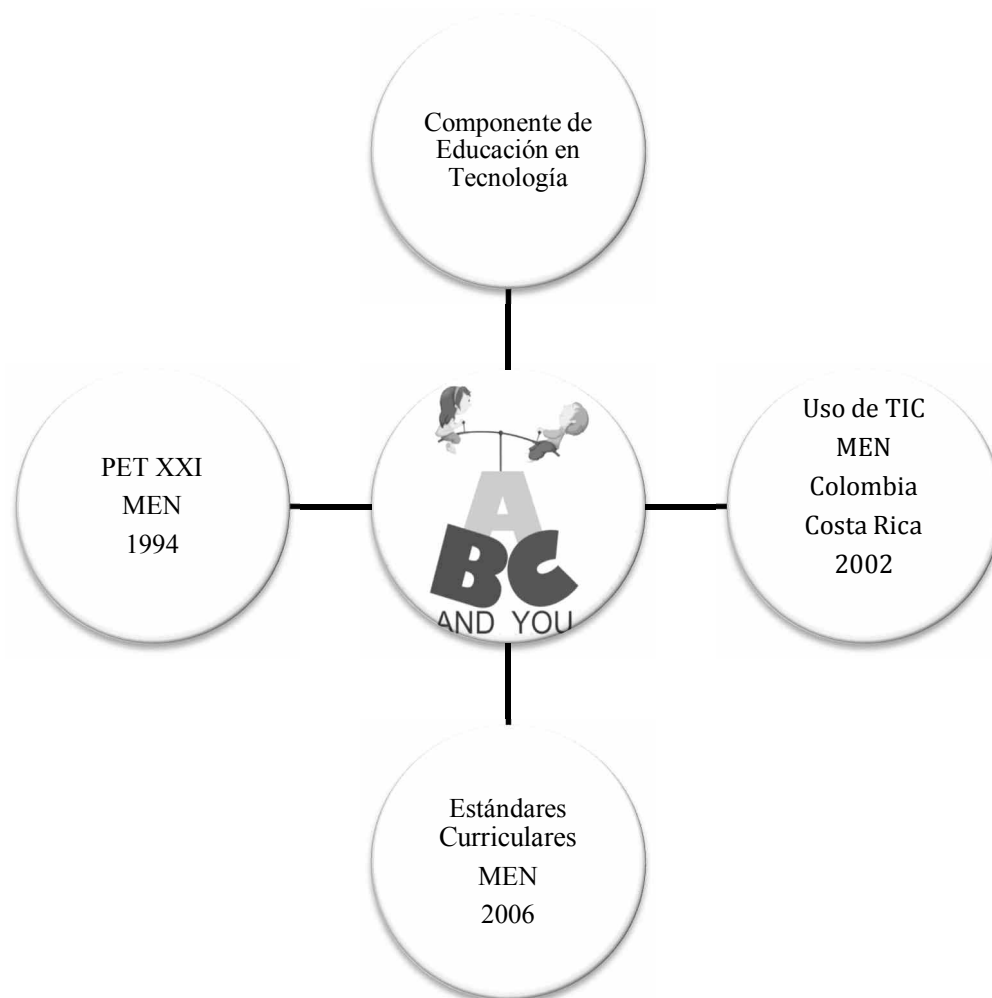 Componente de
Educación en
Tecnología
PET XXI
MEN
1994
A
BC
AND YOU
Uso de TIC
MEN
Colombia
Costa Rica
2002
Estándares
Curriculares
MEN
2006